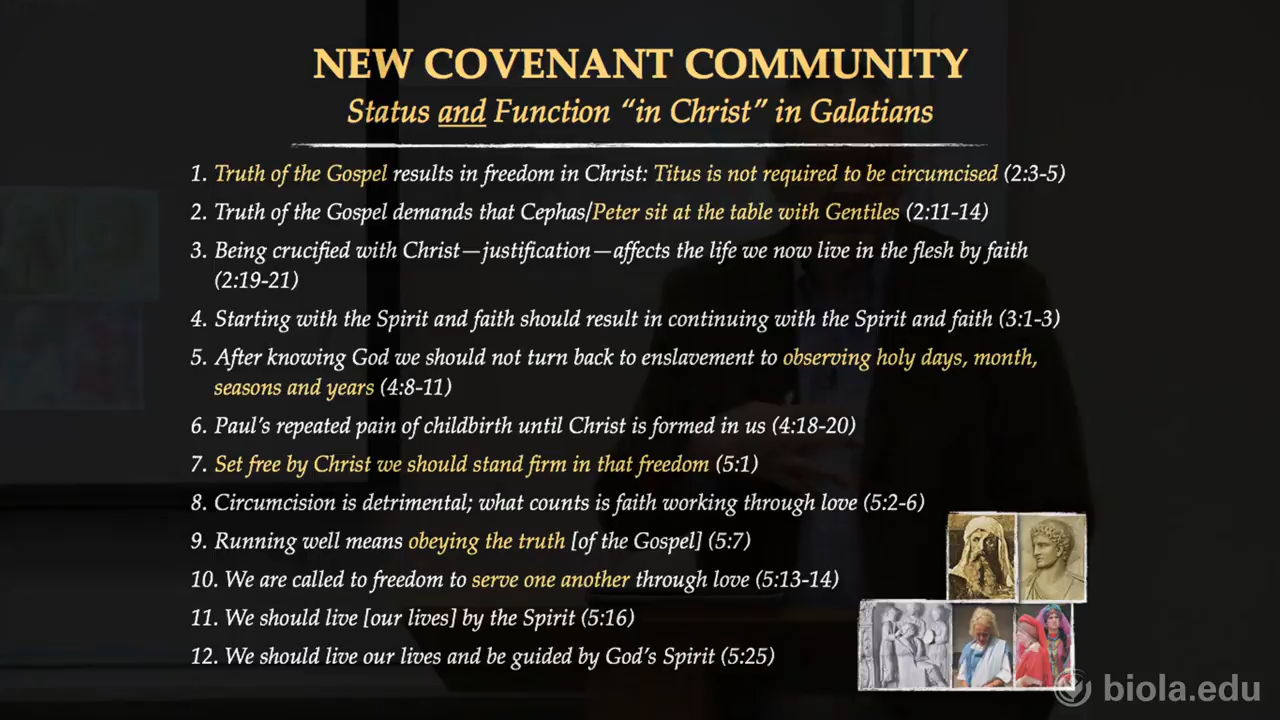 NEW COVENANT COMMUNITY
Status and Function “in Christ” in Galatians
1. Truth of the Gospel results in freedom in Christ: Titus is not required to be circumcised (2:3-5)
2. Truth of the Gospel demands that Cephas/Peter sit at the table with Gentiles (2:11-14)
3. Being crucified with Christ—justification—affects the life we now live in the flesh by faith
(2:19-21)
4. Starting with the Spirit and faith should result in continuing with the Spirit and faith (3:1-3)
5. After knowing God we should not turn back to enslavement to observing holy days, month,
seasons and years (4:8-11)
6. Paul’s repeated pain of childbirth until Christ is formed in us (4:18-20)
7. Set free by Christ we should stand firm in that freedom (5:1)
8. Circumcision is detrimental; what counts is faith working through love (5:2-6)
9. Running well means obeying the truth [of the Gospel] (5:7)
10. We are called to freedom to serve one another through love (5:13-14)
11. We should live [our lives] by the Spirit (5:16)
12. We should live our lives and be guided by God’s Spirit (5:25)
biola.edu